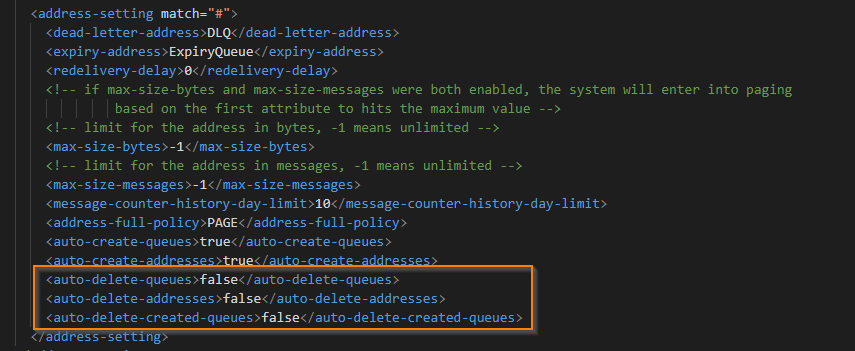 <address-setting match="#">
<dead-letter-address>DLQ</dead-letter-address>
<expiry-address>ExpiryQueue</expiry-address>
<redelivery-delay>0</redelivery-delay>
<!-- if max-size-bytes and max-size-messages were both enabled, the system will enter into paging
based on the first attribute to hits the maximum value -->
<!-- limit for the address in bytes, -1 means unlimited -->
<max-size-bytes>-1</max-size-bytes>
<!-- limit for the address in messages, -1 means unlimited -->
<max-size-messages>-1</max-size-messages>
<message-counter-history-day-limit>10</message-counter-history-day-limit>
<address-full-policy>PAGE</address-full-policy>
<auto-create-queues>true</auto-create-queues>
<auto-create-addresses>true</auto-create-addresses>
<auto-delete-queues>false</auto-delete-queues>
<auto-delete-addresses>false</auto-delete-addresses>
<auto-delete-created-queues>false</auto-delete-created-queues>
</address-setting>